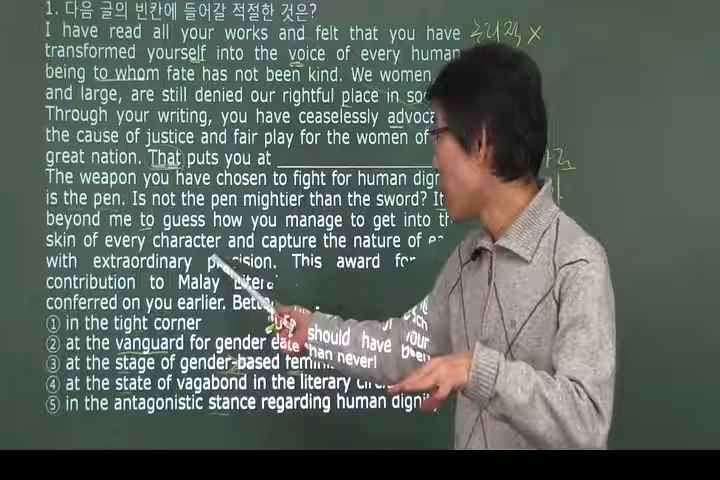 1. 다음 글의 빈칸에 들어갈 적절한 것은?
I have read all your works and felt that you have
transformed yourself into the voice of every human
being to whom fate has not been kind. We women,
and large, are still denied our rightful place in
Through your writing, you have ceaselessly
the cause of justice and fair play for the women of
great nation. That puts you at
The weapon you have chosen to fight for human
is the pen. Is not the pen mightier than the sword?
beyond me to guess how you manage to get into
skin of every character and capture the nature of
with extraordinary precision. This award for
contribution to Malay
conferred on you earlier.
should have been
than never!
① in the tight corner
② at the vanguard for gender
③ at the stage of gender-based
④ at the state of vagabond in the literary
⑤ in the antagonistic stance regarding human